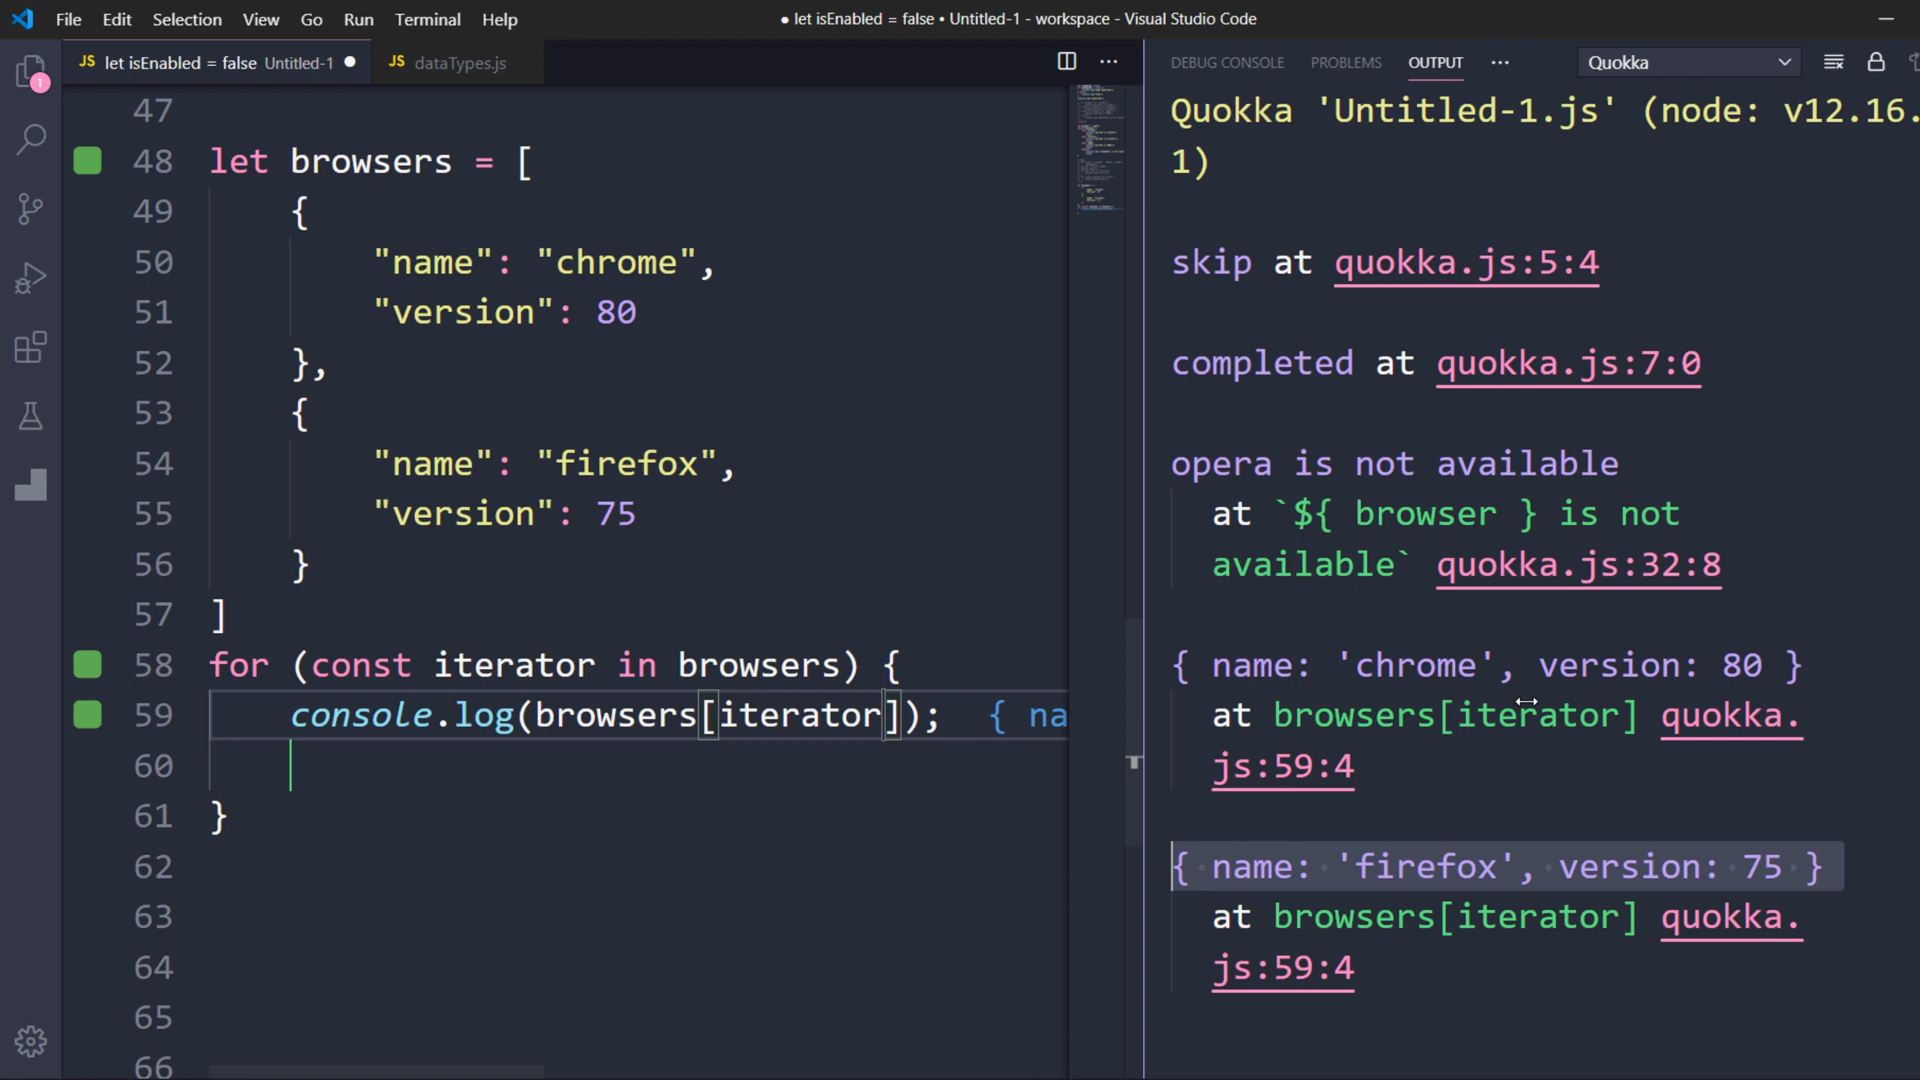 File Edit Selection View Go Run Terminal Help
● let isEnabled = false • Untitled-1 - workspace - Visual Studio Code
JS let isEnabled = false Untitled-1 ●
JS dataTypes.js
DEBUG CONSOLE PROBLEMS OUTPUT ···
Quokka
1
47
48 let browsers = [
49 {
50 "name": "chrome",
51 "version": 80
52 },
53 {
54 "name": "firefox",
55 "version": 75
56 }
57 ]
58 for (const iterator in browsers) {
59 console.log(browsers[iterator]); { na
60
61 }
62
63
64
65
66
Quokka 'Untitled-1.js' (node: v12.16.
1)
skip at quokka.js:5:4
completed at quokka.js:7:0
opera is not available
at `${ browser } is not
available` quokka.js:32:8
{ name: 'chrome', version: 80 }
at browsers[iterator] quokka.
js:59:4
{ name: 'firefox', version: 75 }
at browsers[iterator] quokka.
js:59:4